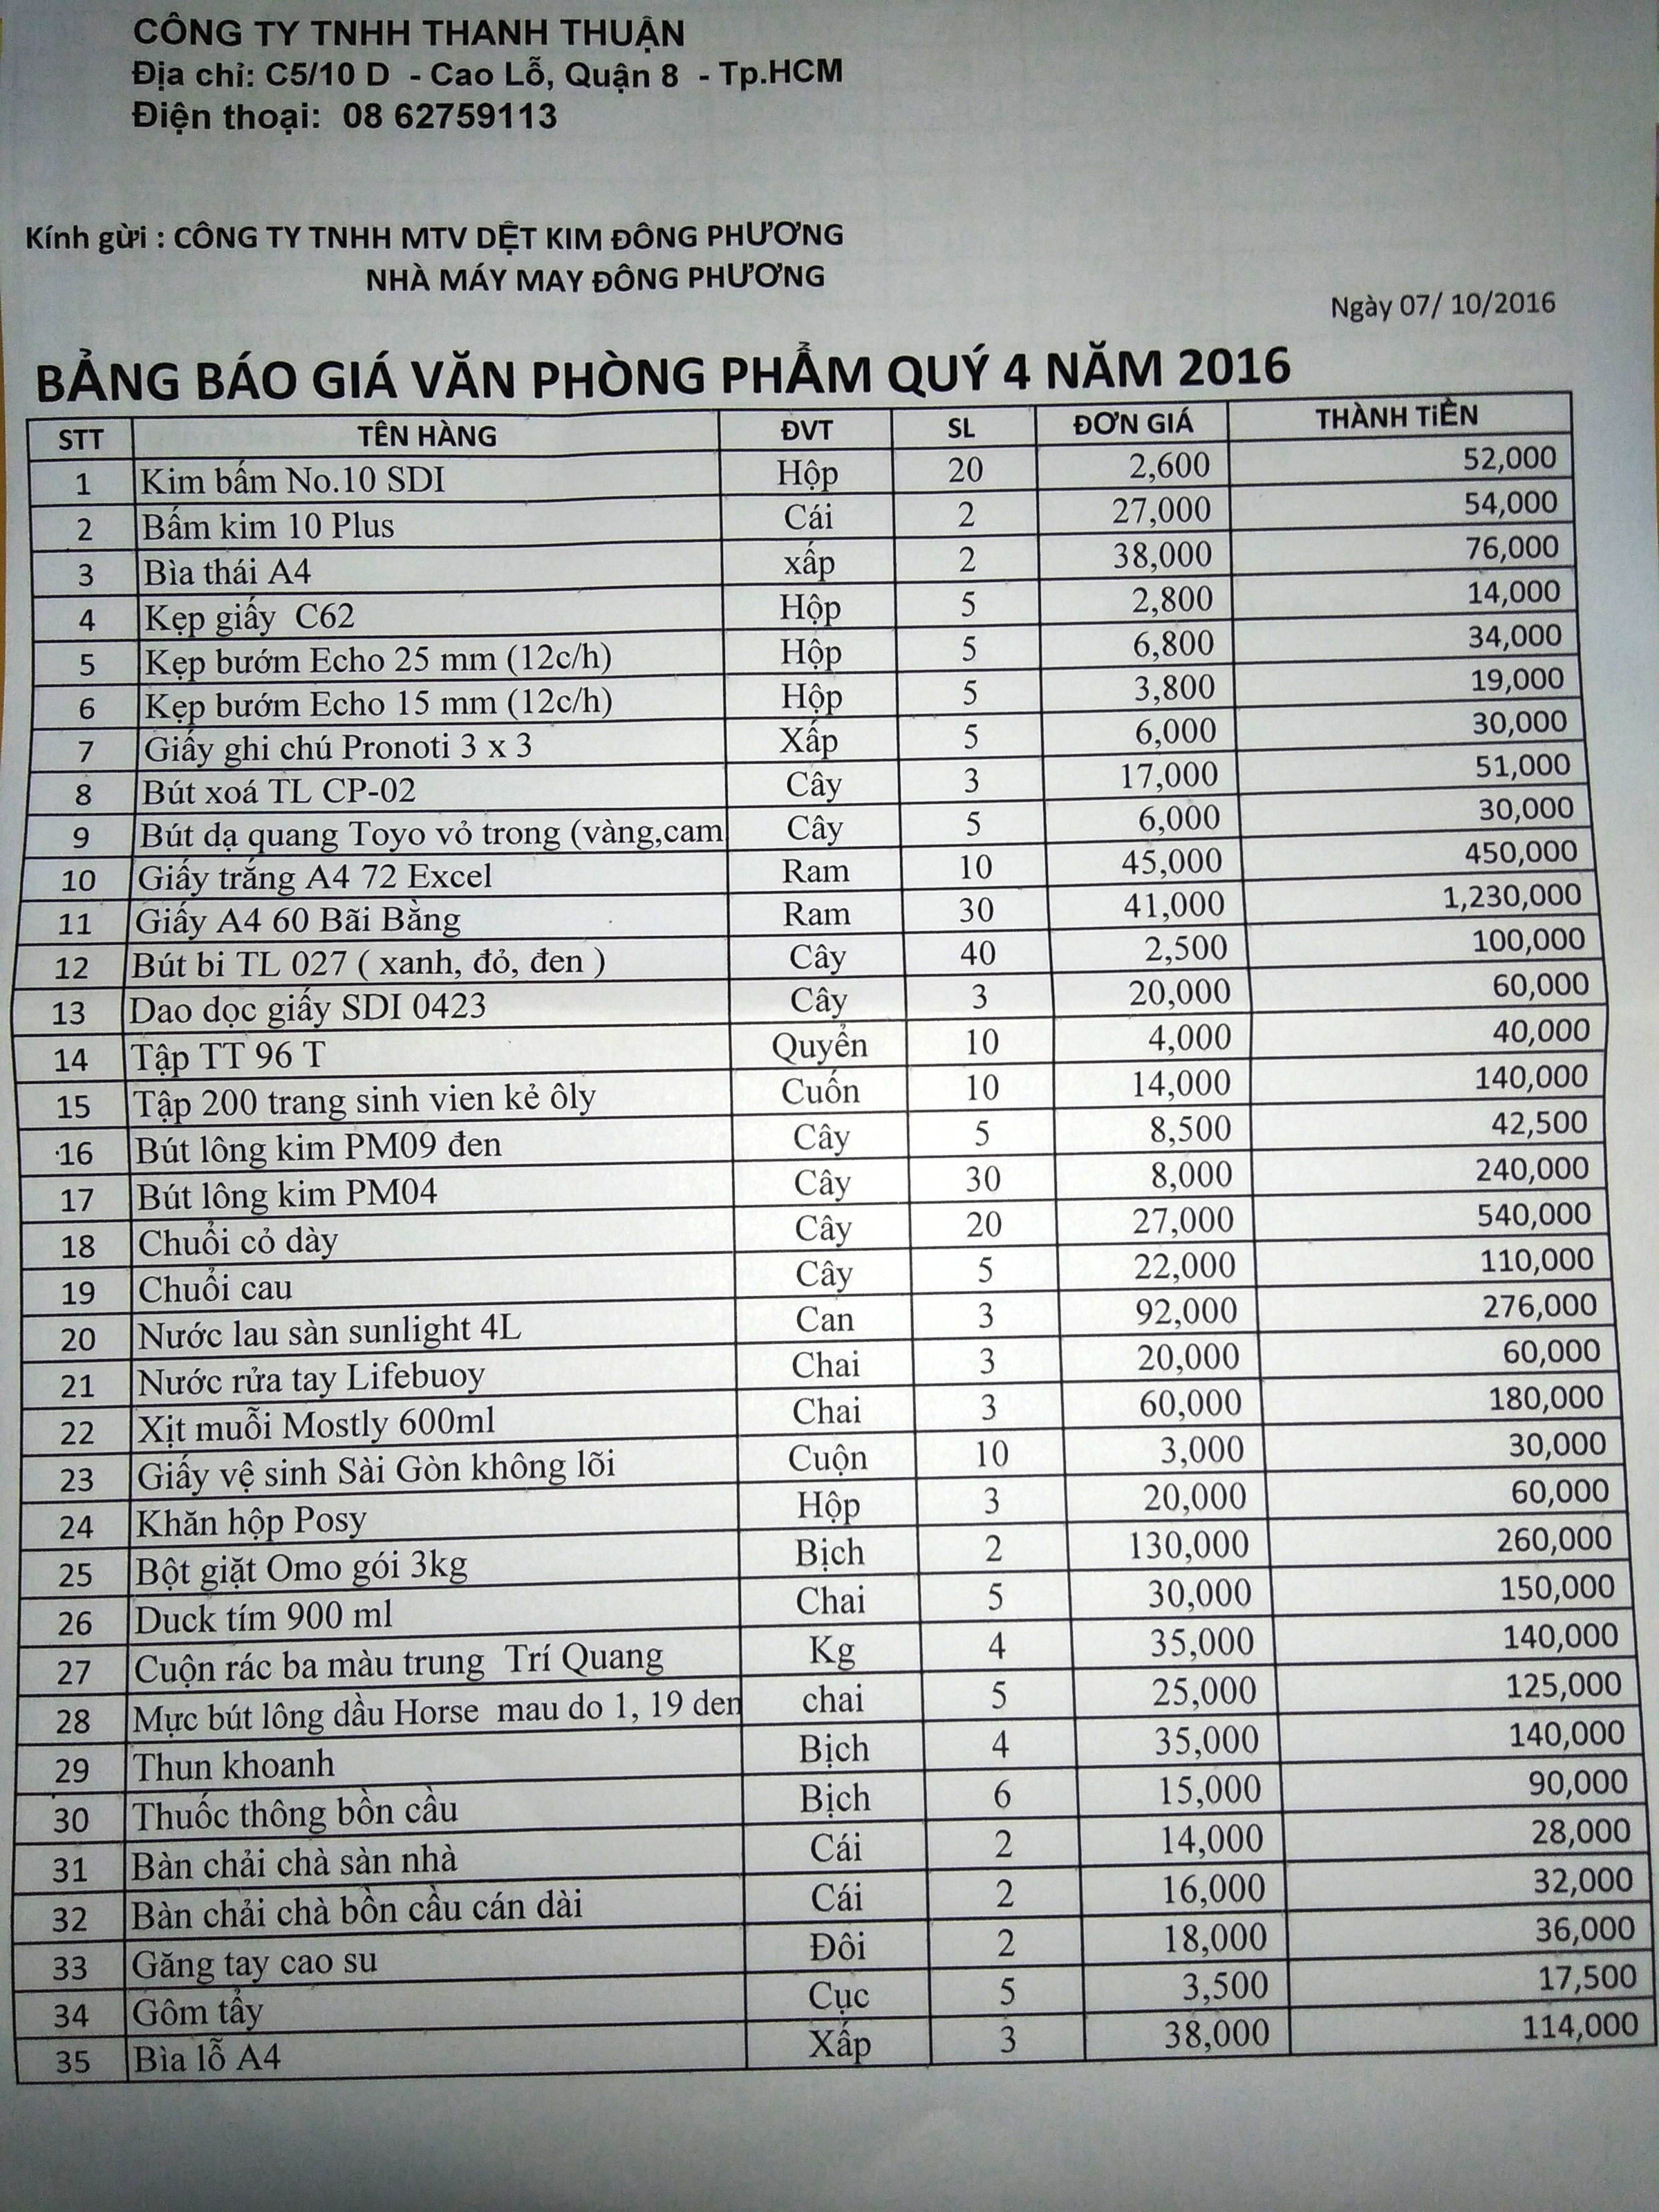 CÔNG TY TNHH THANH THUẬN
Địa chỉ: C5/10 D - Cao Lỗ, Quận 8 - Tp.HCM
Điện thoại: 08 62759113
Kính gửi : CÔNG TY TNHH MTV DỆT KIM ĐÔNG PHƯƠNG
NHÀ MÁY MAY ĐÔNG PHƯƠNG
Ngày 07/ 10/2016
BẢNG BÁO GIÁ VĂN PHÒNG PHẨM QUÝ 4 NĂM 2016
STT TÊN HÀNG ĐVT SL ĐƠN GIÁ THÀNH TiỀN
1 Kim bấm No.10 SDI Hộp 20 2,600 52,000
2 Bấm kim 10 Plus Cái 2 27,000 54,000
3 Bìa thái A4 xấp 2 38,000 76,000
4 Kẹp giấy C62 Hộp 5 2,800 14,000
5 Kẹp bướm Echo 25 mm (12c/h) Hộp 5 6,800 34,000
6 Kẹp bướm Echo 15 mm (12c/h) Hộp 5 3,800 19,000
7 Giấy ghi chú Pronoti 3 x 3 Xấp 5 6,000 30,000
8 Bút xoá TL CP-02 Cây 3 17,000 51,000
9 Bút dạ quang Toyo vỏ trong (vàng,cam Cây 5 6,000 30,000
10 Giấy trắng A4 72 Excel Ram 10 45,000 450,000
11 Giấy A4 60 Bãi Bằng Ram 30 41,000 1,230,000
12 Bút bi TL 027 ( xanh, đỏ, đen ) Cây 40 2,500 100,000
13 Dao dọc giấy SDI 0423 Cây 3 20,000 60,000
14 Tập TT 96 T Quyển 10 4,000 40,000
15 Tập 200 trang sinh vien kẻ ôly Cuốn 10 14,000 140,000
16 Bút lông kim PM09 đen Cây 5 8,500 42,500
17 Bút lông kim PM04 Cây 30 8,000 240,000
18 Chuổi cỏ dày Cây 20 27,000 540,000
19 Chuổi cau Cây 5 22,000 110,000
20 Nước lau sàn sunlight 4L Can 3 92,000 276,000
21 Nước rửa tay Lifebuoy Chai 3 20,000 60,000
22 Xịt muỗi Mostly 600ml Chai 3 60,000 180,000
23 Giấy vệ sinh Sài Gòn không lõi Cuộn 10 3,000 30,000
24 Khăn hộp Posy Hộp 3 20,000 60,000
25 Bột giặt Omo gói 3kg Bịch 2 130,000 260,000
26 Duck tím 900 ml Chai 5 30,000 150,000
27 Cuộn rác ba màu trung Trí Quang Kg 4 35,000 140,000
28 Mực bút lông dầu Horse mau do 1, 19 den chai 5 25,000 125,000
29 Thun khoanh Bịch 4 35,000 140,000
30 Thuốc thông bồn cầu Bịch 6 15,000 90,000
31 Bàn chải chà sàn nhà Cái 2 14,000 28,000
32 Bàn chải chà bồn cầu cán dài Cái 2 16,000 32,000
33 Găng tay cao su Đôi 2 18,000 36,000
34 Gôm tẩy Cục 5 3,500 17,500
35 Bìa lỗ A4 Xấp 3 38,000 114,000